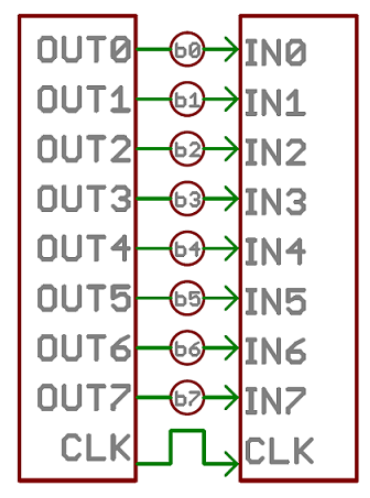 OUT0 b0 IN0
OUT1 b1 IN1
OUT2 b2 IN2
OUT3 b3 IN3
OUT4 b4 IN4
OUT5 b5 IN5
OUT6 b6 IN6
OUT7 b7 IN7
CLK CLK